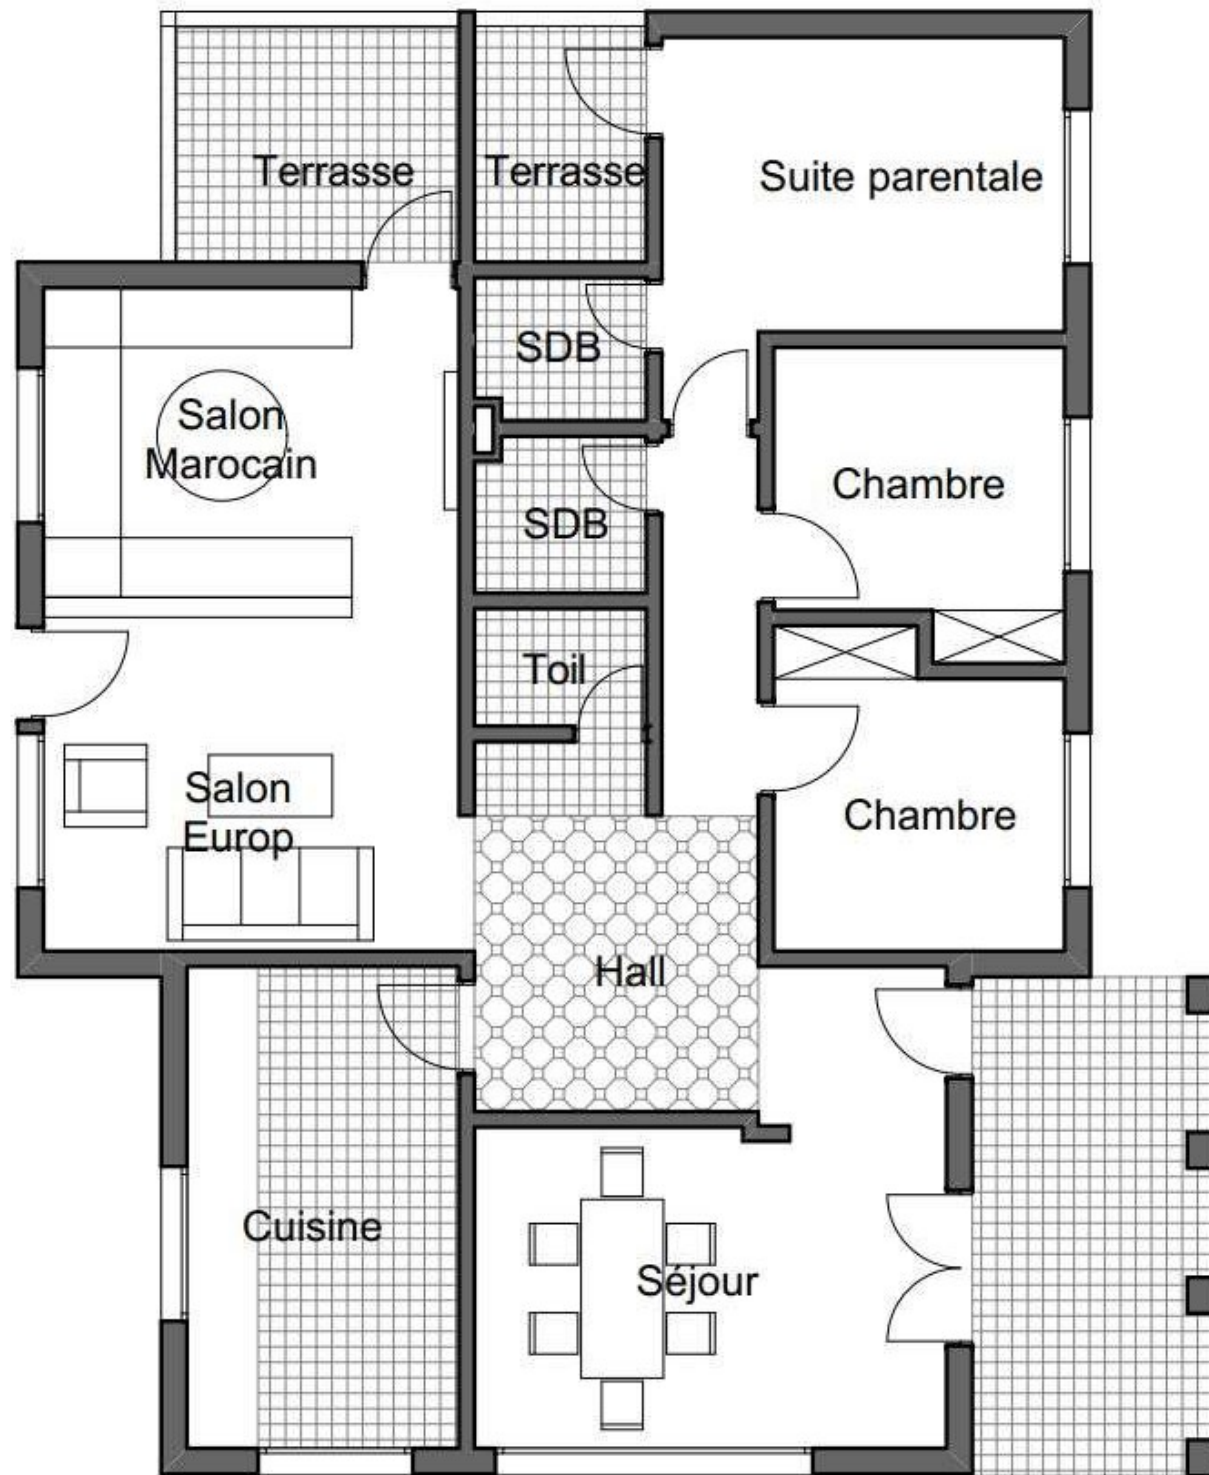 Terrasse
Terrasse
Suite parentale
SDB
Salon
Marocain
Chambre
SDB
Toil
Salon
Europ
Chambre
Hall
Cuisine
Séjour